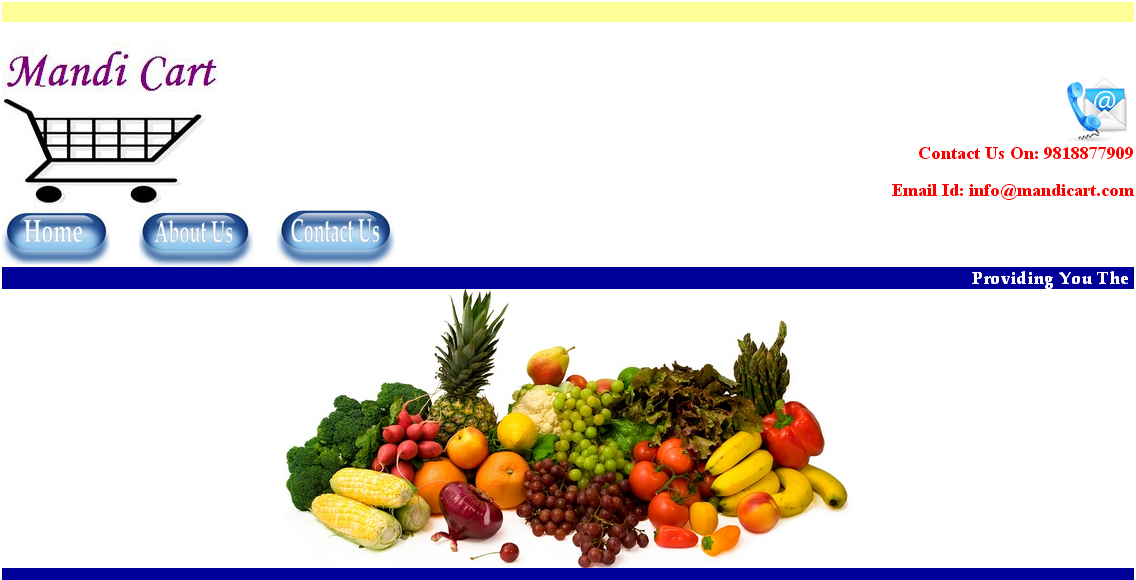 Mandi Cart
@
Contact Us On: 9818877909
Email Id: info@mandicart.com
Home
About Us
Contact Us
Providing You The